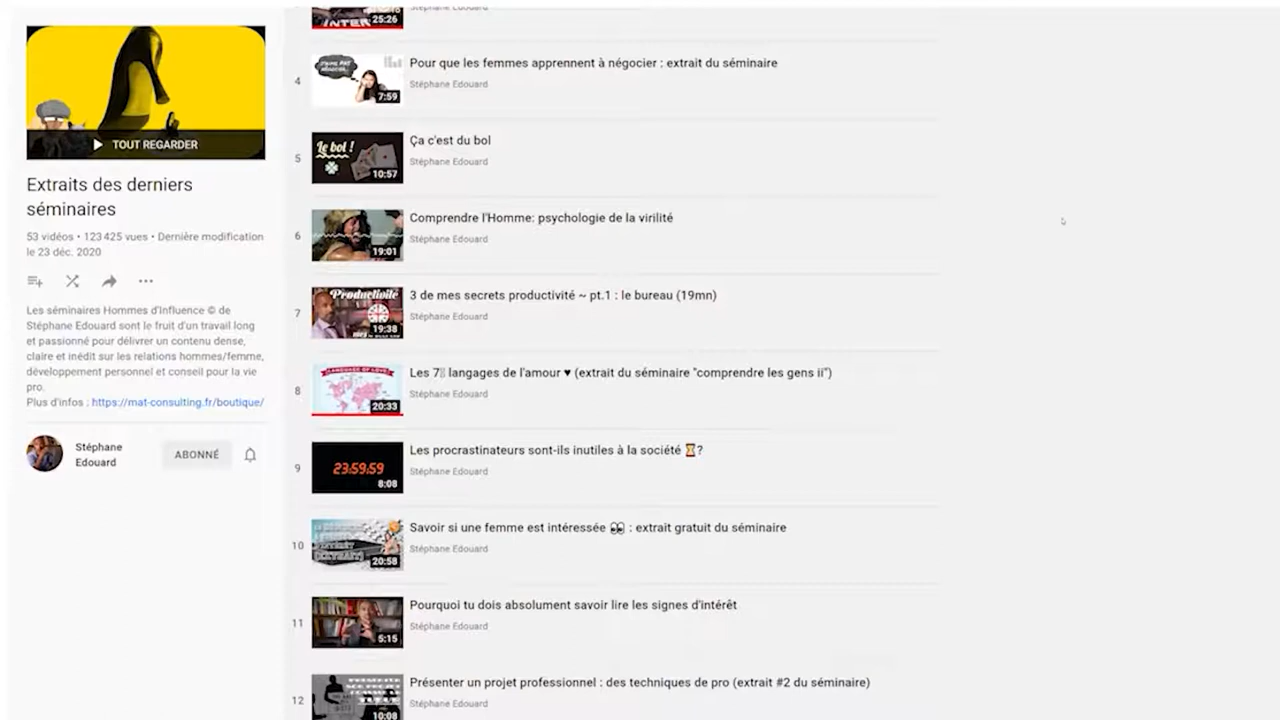 TOUT REGARDER
Extraits des derniers
séminaires
53 vidéos • 123 425 vues • Dernière modification
le 23 déc. 2020
Les séminaires Hommes d'Influence © de
Stéphane Edouard sont le fruit d'un travail long
et passionné pour délivrer un contenu dense,
claire et inédit sur les relations hommes/femme,
développement personnel et conseil pour la vie
pro.
Plus d'infos : https://mat-consulting.fr/boutique/
Stéphane
Edouard
ABONNÉ
25:26
Stéphane Edouard
4
7:59
Pour que les femmes apprennent à négocier : extrait du séminaire
Stéphane Edouard
5
Le bol !
10:57
Ça c'est du bol
Stéphane Edouard
6
19:01
Comprendre l'Homme: psychologie de la virilité
Stéphane Edouard
7
Productivité
19:38
3 de mes secrets productivité ~ pt.1 : le bureau (19mn)
Stéphane Edouard
8
LANGUAGE OF LOVE
20:33
Les 7 langages de l'amour ♥ (extrait du séminaire "comprendre les gens ii")
Stéphane Edouard
9
23:59:59
8:08
Les procrastinateurs sont-ils inutiles à la société ⏳?
Stéphane Edouard
10
20:58
Savoir si une femme est intéressée 👀 : extrait gratuit du séminaire
Stéphane Edouard
11
5:15
Pourquoi tu dois absolument savoir lire les signes d'intérêt
Stéphane Edouard
12
10:08
Présenter un projet professionnel : des techniques de pro (extrait #2 du séminaire)
Stéphane Edouard